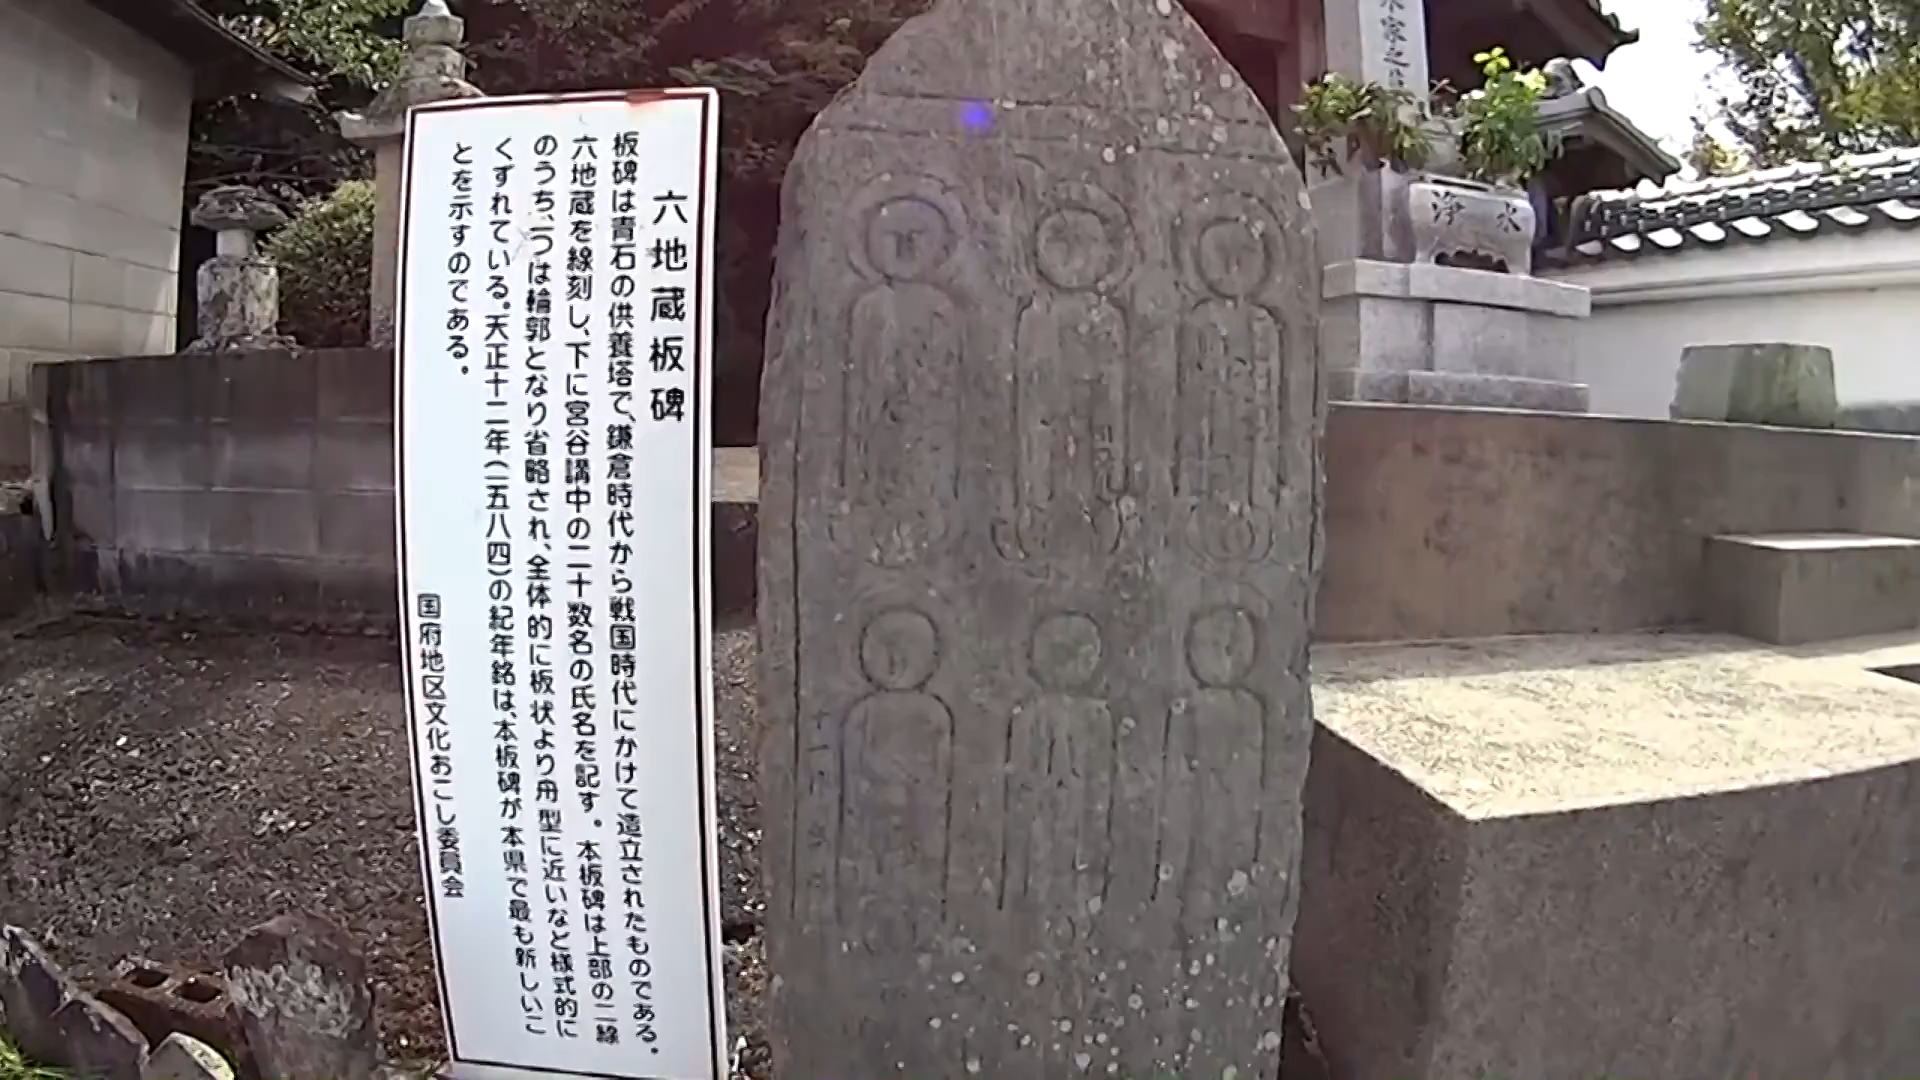 六地蔵板碑
板碑は青石の供養塔で、鎌倉時代から戦国時代にかけて造立されたものである。
六地蔵を線刻し、下に宮谷講中の二十数名の氏名を記す。本板碑は上部の二線
のうち、一つは輪郭となり省略され、全体的に板状より舟型に近いなど様式的に
くずれている。天正十二年(一五八四)の紀年銘は、本板碑が本県で最も新しいこ
とを示すのである。
国府地区文化おこし委員会
家之
浄水